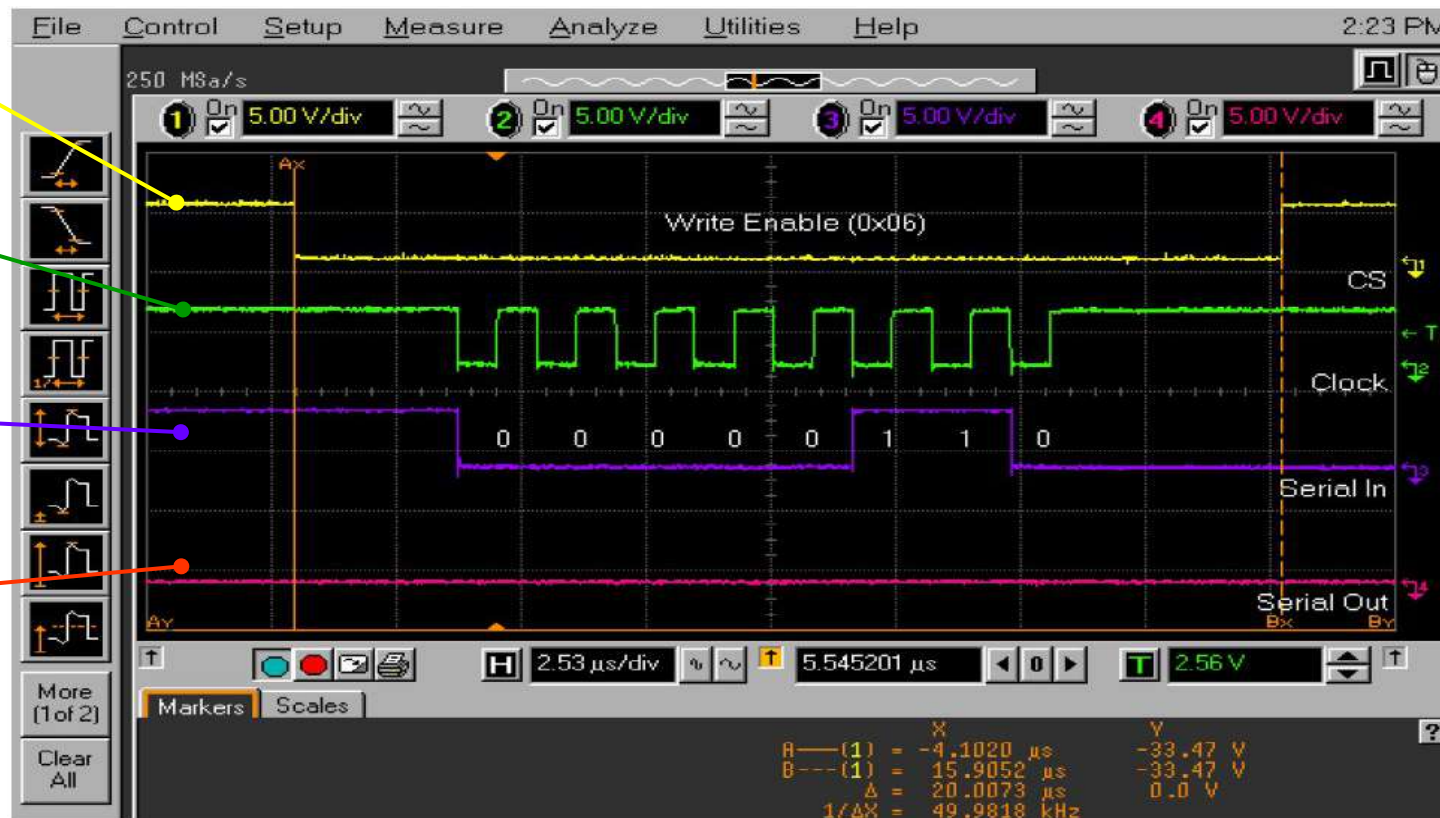 File Control Setup Measure Analyze Utilities Help 2:23 PM
250 MSa/s
1 On 5.00 V/div 2 On 5.00 V/div 3 On 5.00 V/div 4 On 5.00 V/div
Ax
Write Enable (0x06)
1
CS
T
2
Clock
0 0 0 0 0 1 1 0
3
Serial In
4
Serial Out
Ay Bx By
H 2.53 µs/div 5.545201 µs 0 T 2.56 V
More
(1 of 2)
Clear
All
Markers Scales
X Y
A——(1) = -4.1020 µs -33.47 V
B---(1) = 15.9052 µs -33.47 V
Δ = 20.0073 µs 0.0 V
1/ΔX = 49.9818 kHz
?